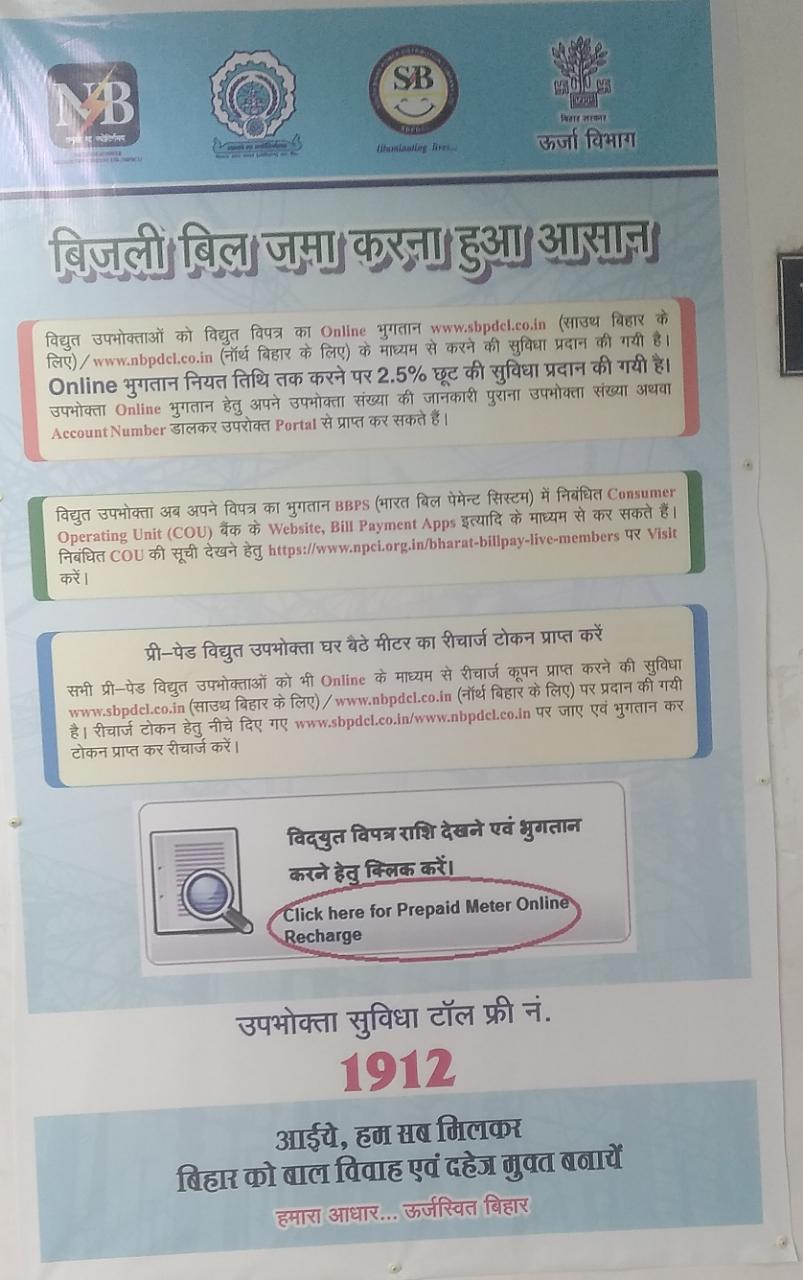 NB
SB
Illuminating lives...
बिहार सरकार
ऊर्जा विभाग
बिजली बिल जमा करना हुआ आसान
विद्युत उपभोक्ताओं को विद्युत विपत्र का Online भुगतान www.sbpdcl.co.in (साउथ बिहार के
लिए)/www.nbpdcl.co.in (नॉर्थ बिहार के लिए) के माध्यम से करने की सुविधा प्रदान की गयी है।
Online भुगतान नियत तिथि तक करने पर 2.5% छूट की सुविधा प्रदान की गयी है।
उपभोक्ता Online भुगतान हेतु अपने उपभोक्ता संख्या की जानकारी पुराना उपभोक्ता संख्या अथवा
Account Number डालकर उपरोक्त Portal से प्राप्त कर सकते हैं।
विद्युत उपभोक्ता अब अपने विपत्र का भुगतान BBPS (भारत बिल पेमेन्ट सिस्टम) में निबंधित Consumer
Operating Unit (COU) बैंक के Website, Bill Payment Apps इत्यादि के माध्यम से कर सकते हैं।
निबंधित COU की सूची देखने हेतु https://www.npci.org.in/bharat-billpay-live-members पर Visit
करें।
प्री–पेड विद्युत उपभोक्ता घर बैठे मीटर का रीचार्ज टोकन प्राप्त करें
सभी प्री–पेड विद्युत उपभोक्ताओं को भी Online के माध्यम से रीचार्ज कूपन प्राप्त करने की सुविधा
www.sbpdcl.co.in (साउथ बिहार के लिए)/www.nbpdcl.co.in (नॉर्थ बिहार के लिए) पर प्रदान की गयी
है। रीचार्ज टोकन हेतु नीचे दिए गए www.sbpdcl.co.in/www.nbpdcl.co.in पर जाए एवं भुगतान कर
टोकन प्राप्त कर रीचार्ज करें।
विद्युत विपत्र राशि देखने एवं भुगतान
करने हेतु क्लिक करें।
Click here for Prepaid Meter Online
Recharge
उपभोक्ता सुविधा टॉल फ्री नं.
1912
आईये, हम सब मिलकर
बिहार को बाल विवाह एवं दहेज मुक्त बनायें
हमारा आधार... ऊर्जस्वित बिहार